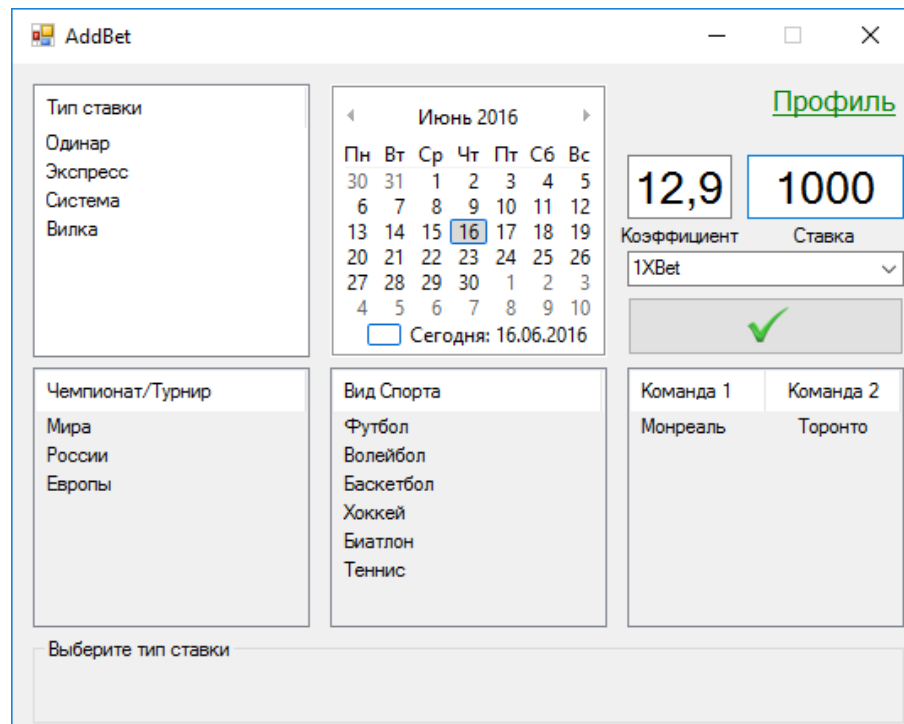 AddBet
Тип ставки
Одинар
Экспресс
Система
Вилка
Июнь 2016
Пн Вт Ср Чт Пт Сб Вс
30 31 1 2 3 4 5
6 7 8 9 10 11 12
13 14 15 16 17 18 19
20 21 22 23 24 25 26
27 28 29 30 1 2 3
4 5 6 7 8 9 10
Сегодня: 16.06.2016
Профиль
12,9 1000
Коэффициент Ставка
1XBet
Чемпионат/Турнир
Мира
России
Европы
Вид Спорта
Футбол
Волейбол
Баскетбол
Хоккей
Биатлон
Теннис
Команда 1 Команда 2
Монреаль Торонто
Выберите тип ставки